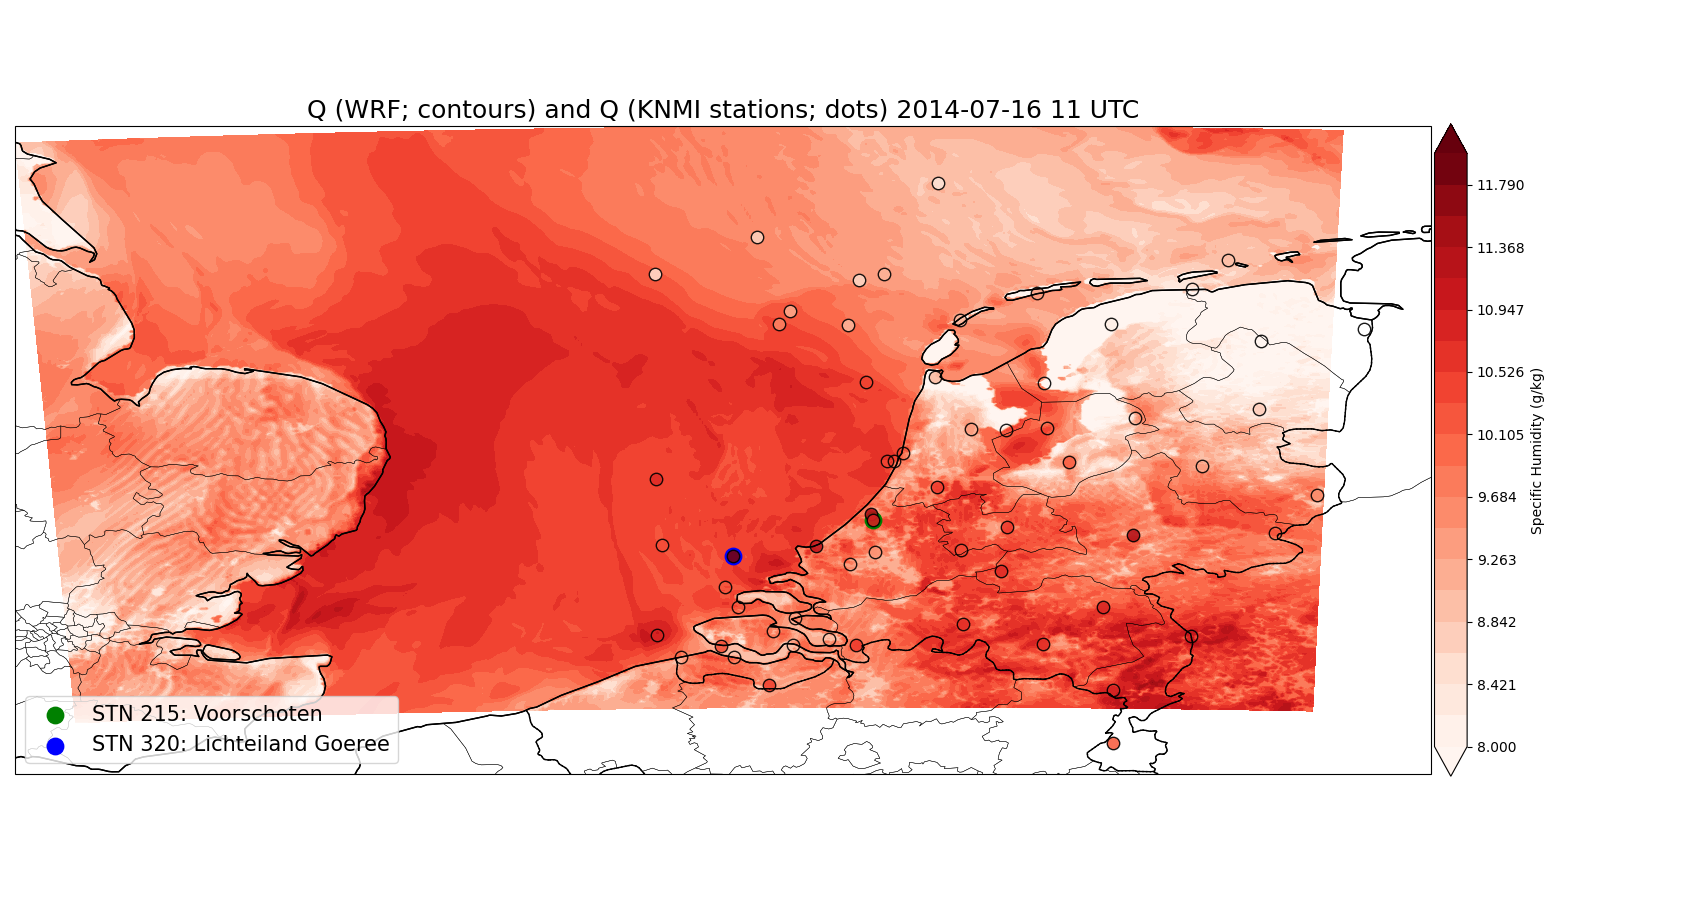 Q (WRF; contours) and Q (KNMI stations; dots) 2014-07-16 11 UTC
11.790
11.368
10.947
10.526
10.105
9.684
9.263
8.842
8.421
8.000
Specific Humidity (g/kg)
STN 215: Voorschoten
STN 320: Lichteiland Goeree